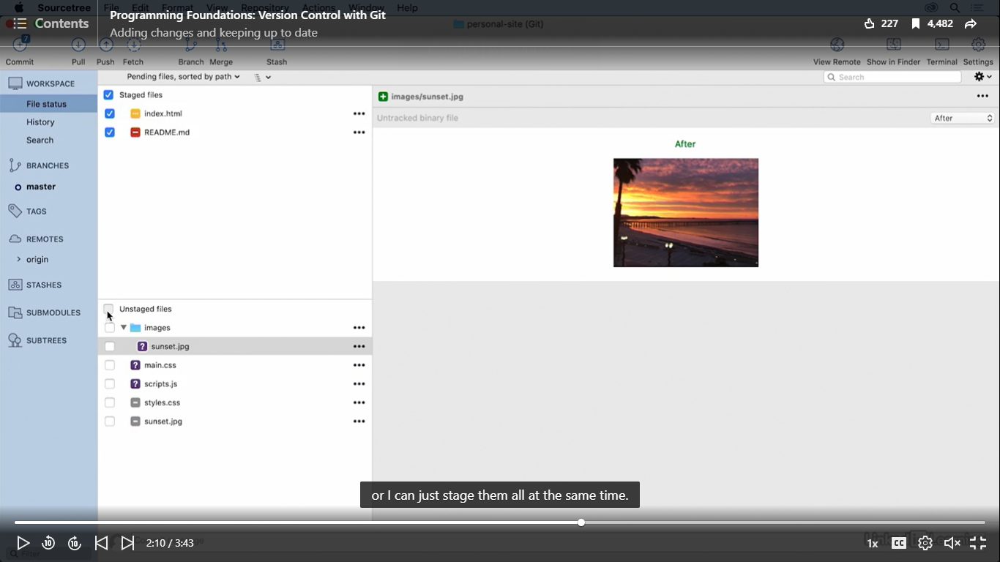 Sourcetree File Edit Format View Repository Actions Window Help
Programming Foundations: Version Control with Git
Contents
Adding changes and keeping up to date
personal-site (Git)
227
4,482
7
Commit
Pull
Push
Fetch
Branch
Merge
Stash
View Remote
Show in Finder
Terminal
Settings
WORKSPACE
File status
History
Search
BRANCHES
master
TAGS
REMOTES
origin
STASHES
SUBMODULES
SUBTREES
Filter
Pending files, sorted by path
Search
Staged files
index.html
README.md
Unstaged files
images
sunset.jpg
main.css
scripts.js
styles.css
sunset.jpg
images/sunset.jpg
Untracked binary file
After
After
or I can just stage them all at the same time.
10
10
2:10 / 3:43
1x
CC